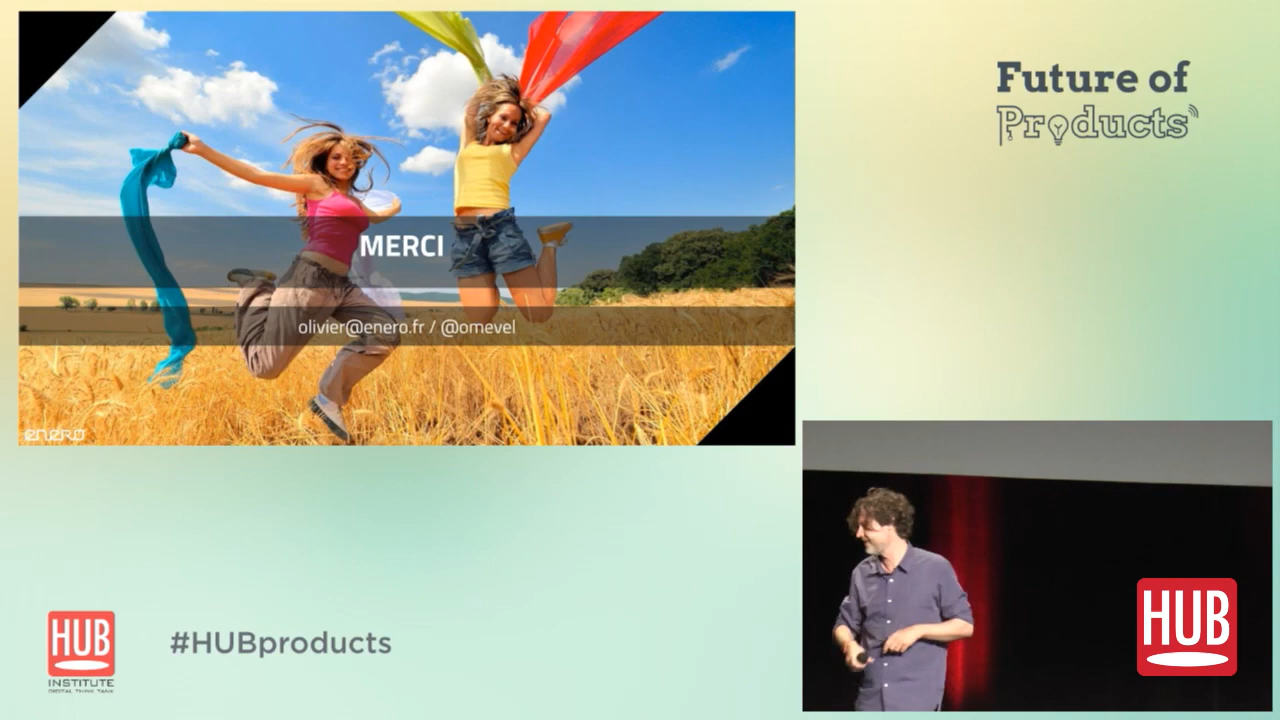 Future of
Products
MERCI
olivier@enero.fr / @omevel
enero
HUB
INSTITUTE
DIGITAL THINK TANK
#HUBproducts
HUB